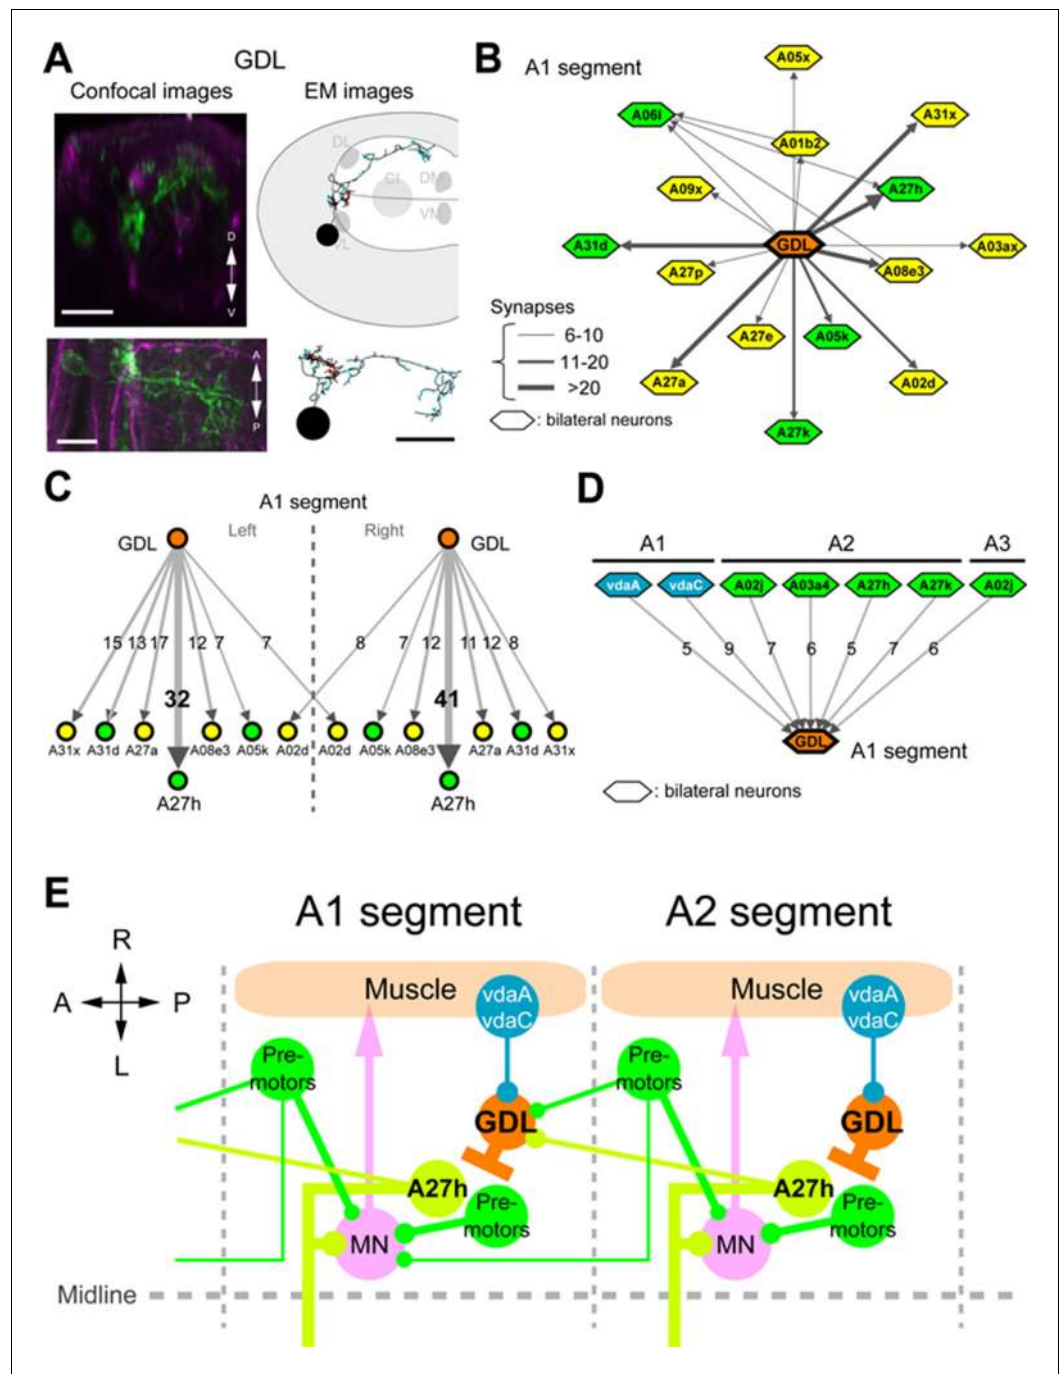 A
GDL
Confocal images
EM images
D
V
A
P
DL
CI
DM
VM
VL
B
A1 segment
A05x
A06l
A31x
A01b2
A09x
A27h
A31d
GDL
A03ax
A27p
A08e3
Synapses
6-10
11-20
>20
A27e
A05k
A27a
A02d
: bilateral neurons
A27k
C
A1 segment
Left
Right
GDL
GDL
15 13 17 12 7 7
8 7 12 11 12 8
32
41
A31x A31d A27a A08e3 A05k A02d
A02d A05k A08e3 A27a A31d A31x
A27h
A27h
D
A1 A2 A3
vdaA vdaC A02j A03a4 A27h A27k A02j
5 9 7 6 5 7 6
GDL
A1 segment
: bilateral neurons
E
A1 segment
A2 segment
R
A P
L
Muscle
vdaA
vdaC
Muscle
vdaA
vdaC
Pre-
motors
GDL
Pre-
motors
GDL
A27h
Pre-
motors
MN
A27h
Pre-
motors
MN
Midline